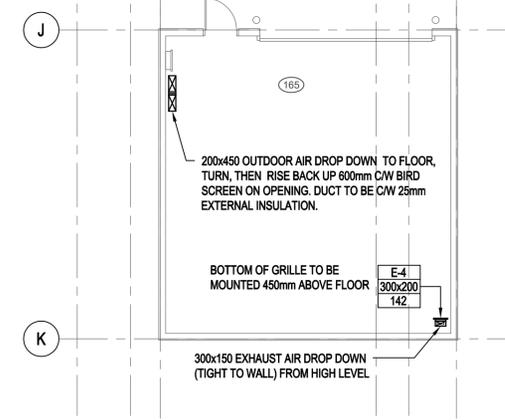 J
165
200x450 OUTDOOR AIR DROP DOWN TO FLOOR,
TURN, THEN RISE BACK UP 600mm C/W BIRD
SCREEN ON OPENING. DUCT TO BE C/W 25mm
EXTERNAL INSULATION.
BOTTOM OF GRILLE TO BE
MOUNTED 450mm ABOVE FLOOR
E-4
300x200
142
K
300x150 EXHAUST AIR DROP DOWN
(TIGHT TO WALL) FROM HIGH LEVEL